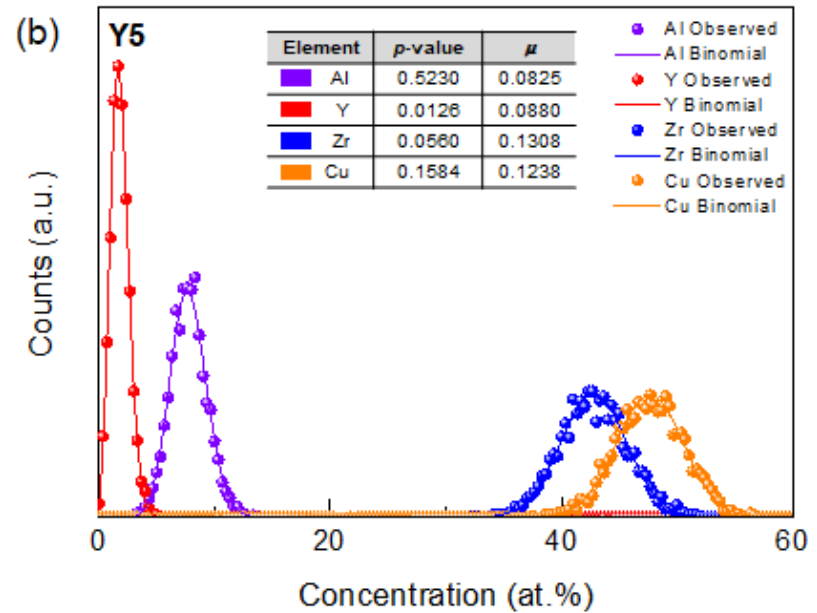 (b)
Y5
Element p-value μ
Al 0.5230 0.0825
Y 0.0126 0.0880
Zr 0.0560 0.1308
Cu 0.1584 0.1238
Al Observed
Al Binomial
Y Observed
Y Binomial
Zr Observed
Zr Binomial
Cu Observed
Cu Binomial
Counts (a.u.)
0 20 40 60
Concentration (at.%)